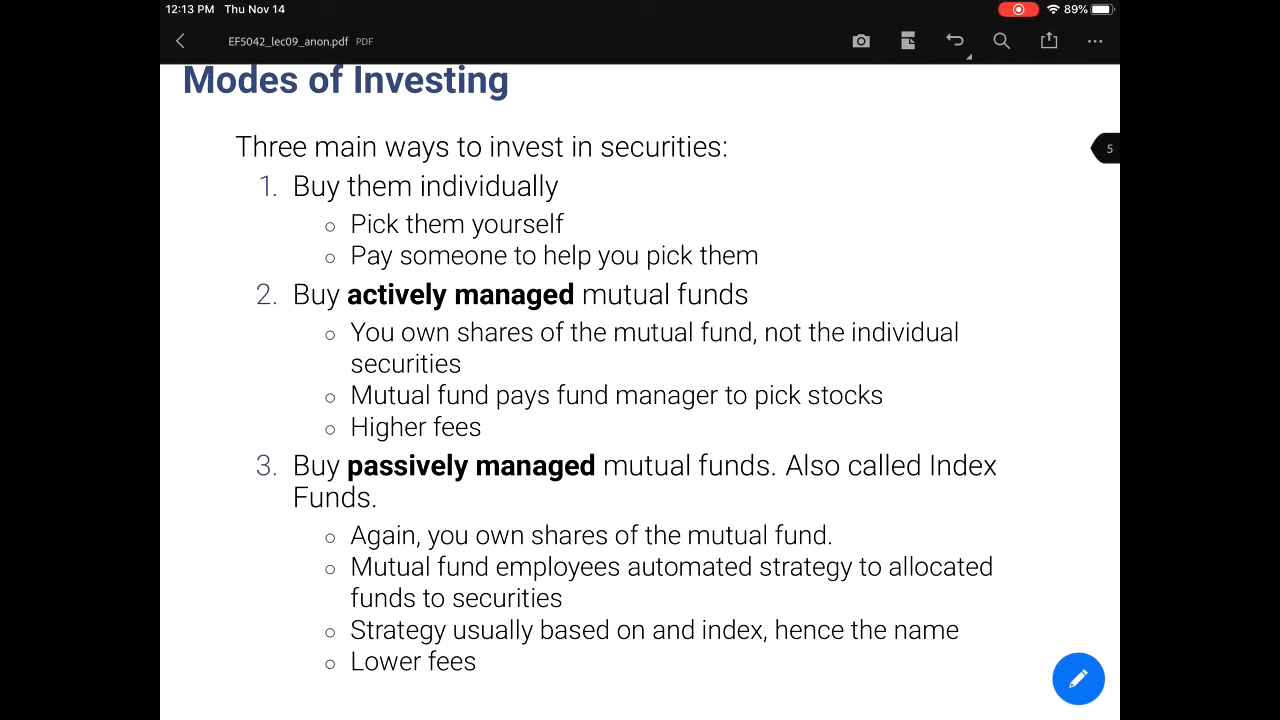 12:13 PM Thu Nov 14
89%
EF5042_lec09_anon.pdf PDF
Modes of Investing
5
Three main ways to invest in securities:
1. Buy them individually
○ Pick them yourself
○ Pay someone to help you pick them
2. Buy actively managed mutual funds
○ You own shares of the mutual fund, not the individual
securities
○ Mutual fund pays fund manager to pick stocks
○ Higher fees
3. Buy passively managed mutual funds. Also called Index
Funds.
○ Again, you own shares of the mutual fund.
○ Mutual fund employees automated strategy to allocated
funds to securities
○ Strategy usually based on and index, hence the name
○ Lower fees